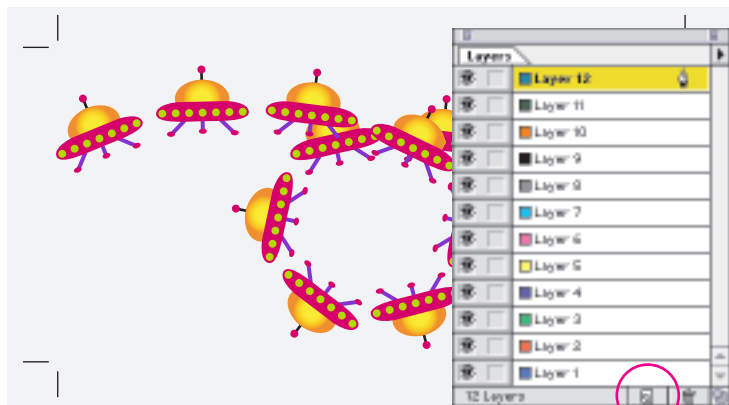 Layers
Layer 12
Layer 11
Layer 10
Layer 9
Layer 8
Layer 7
Layer 6
Layer 5
Layer 4
Layer 3
Layer 2
Layer 1
12 Layers